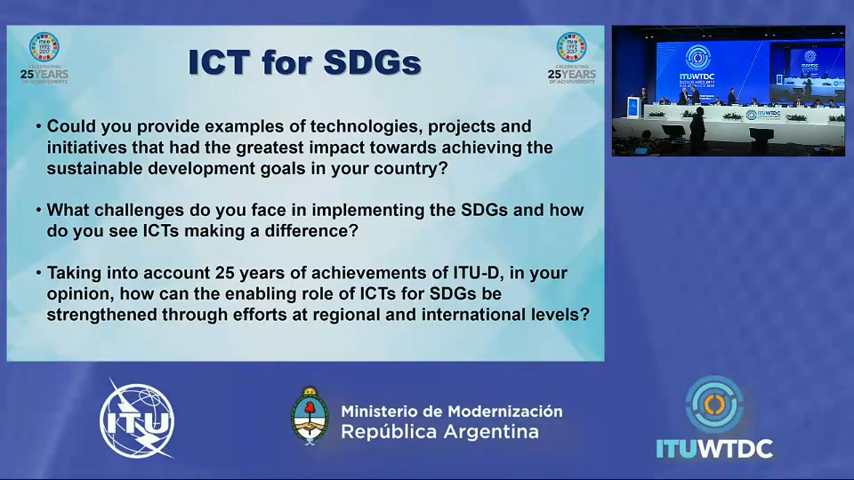 ICT for SDGs
ITU-D
1992
2017
CELEBRATING
25YEARS
OF ACHIEVEMENTS
CELEBRATING
25YEARS
OF ACHIEVEMENTS
• Could you provide examples of technologies, projects and
initiatives that had the greatest impact towards achieving the
sustainable development goals in your country?
• What challenges do you face in implementing the SDGs and how
do you see ICTs making a difference?
• Taking into account 25 years of achievements of ITU-D, in your
opinion, how can the enabling role of ICTs for SDGs be
strengthened through efforts at regional and international levels?
ITUWTDC
ITU
Ministerio de Modernización
República Argentina
ITUWTDC